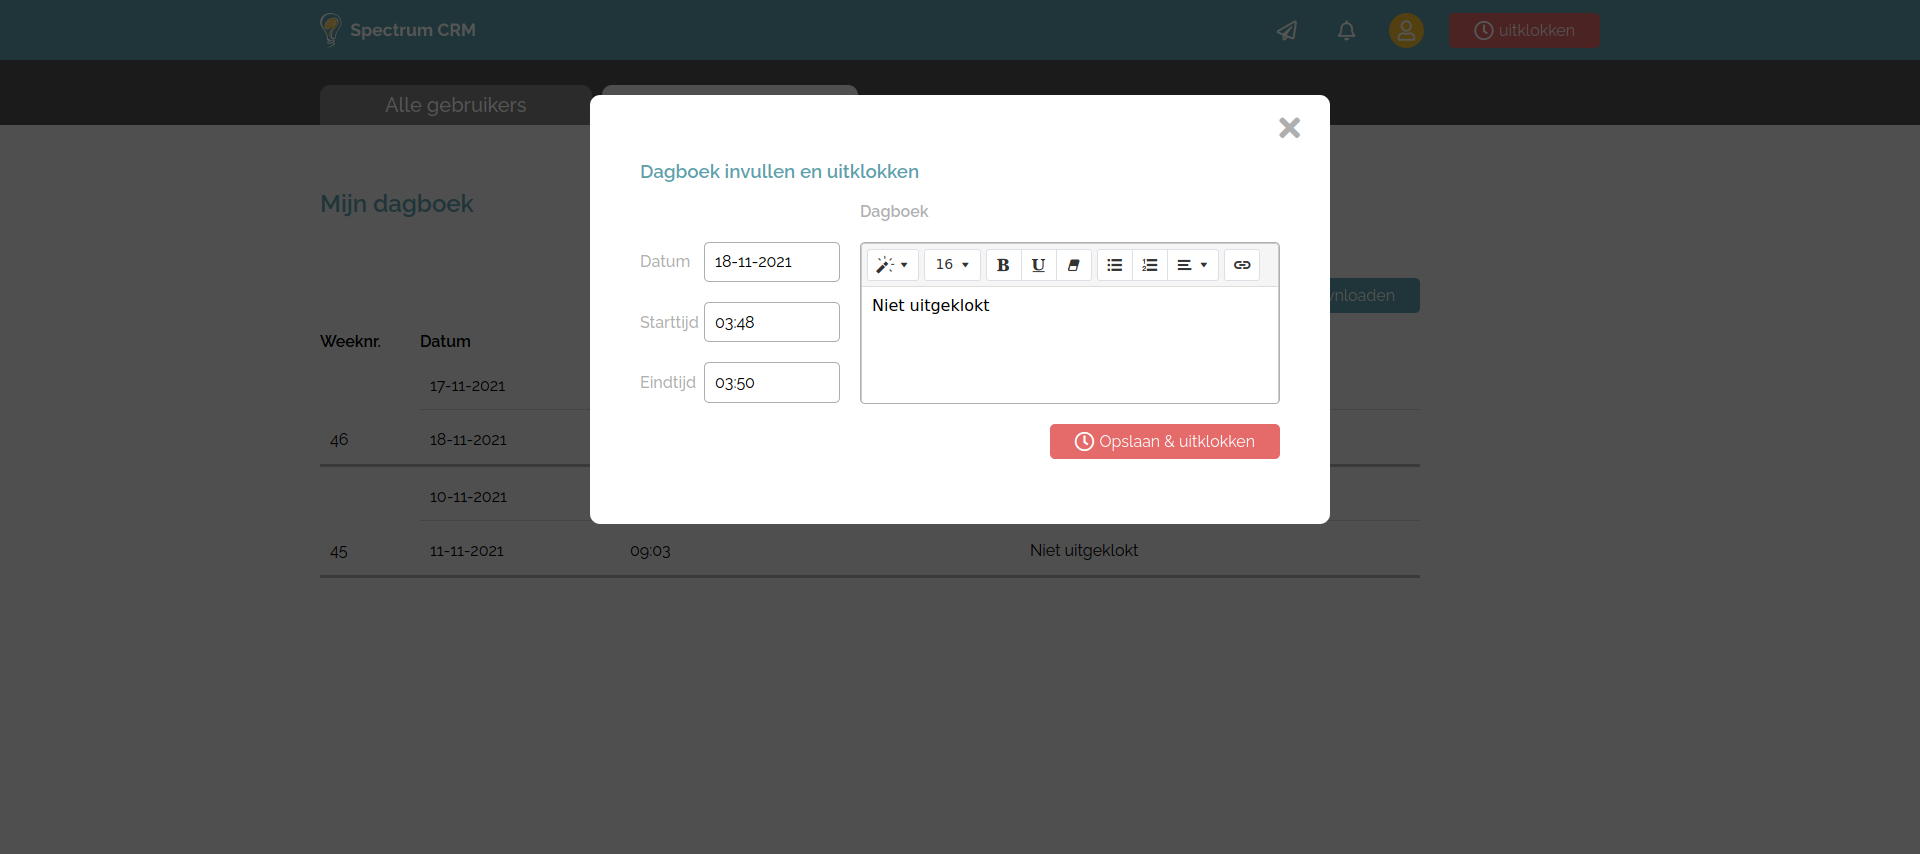 Spectrum CRM
uitklokken
Alle gebruikers
Dagboek invullen en uitklokken
Mijn dagboek
Dagboek
Datum 18-11-2021
16 B U
Niet uitgeklokt
Starttijd 03:48
Eindtijd 03:50
Opslaan & uitklokken
Weeknr. Datum
17-11-2021
46 18-11-2021
10-11-2021
45 11-11-2021 09:03 Niet uitgeklokt